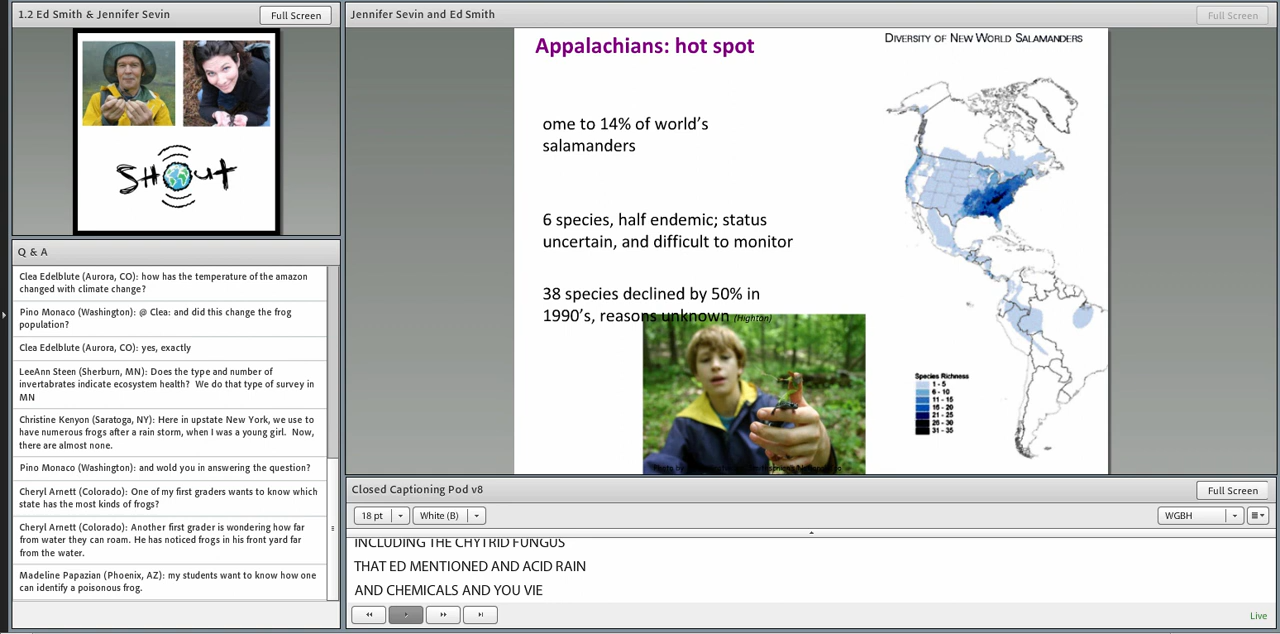 1.2 Ed Smith & Jennifer Sevin
Full Screen
SHOUT
Q & A
Clea Edelblute (Aurora, CO): how has the temperature of the amazon
changed with climate change?
Pino Monaco (Washington): @ Clea: and did this change the frog
population?
Clea Edelblute (Aurora, CO): yes, exactly
LeeAnn Steen (Sherburn, MN): Does the type and number of
invertabrates indicate ecosystem health? We do that type of survey in
MN
Christine Kenyon (Saratoga, NY): Here in upstate New York, we use to
have numerous frogs after a rain storm, when I was a young girl. Now,
there are almost none.
Pino Monaco (Washington): and wold you in answering the question?
Cheryl Arnett (Colorado): One of my first graders wants to know which
state has the most kinds of frogs?
Cheryl Arnett (Colorado): Another first grader is wondering how far
from water they can roam. He has noticed frogs in his front yard far
from the water.
Madeline Papazian (Phoenix, AZ): my students want to know how one
can identify a poisonous frog.
Jennifer Sevin and Ed Smith
Full Screen
Appalachians: hot spot
Diversity of New World Salamanders
ome to 14% of world's
salamanders
6 species, half endemic; status
uncertain, and difficult to monitor
38 species declined by 50% in
1990's, reasons unknown (Highton)
Species Richness
1 - 5
6 - 10
11 - 15
15 - 20
21 - 25
26 - 30
31 - 35
Closed Captioning Pod v8
Full Screen
18 pt
White (B)
WGBH
INCLUDING THE CHYTRID FUNGUS
THAT ED MENTIONED AND ACID RAIN
AND CHEMICALS AND YOU VIE
Live